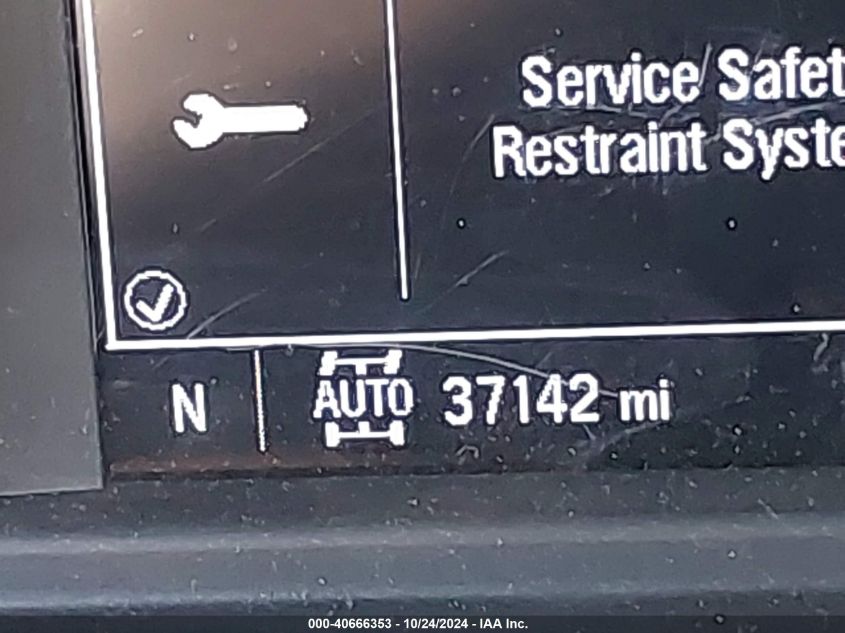 Service Safet
Restraint Syste
N AUTO 37142 mi
000-40666353 - 10/24/2024 - IAA Inc.